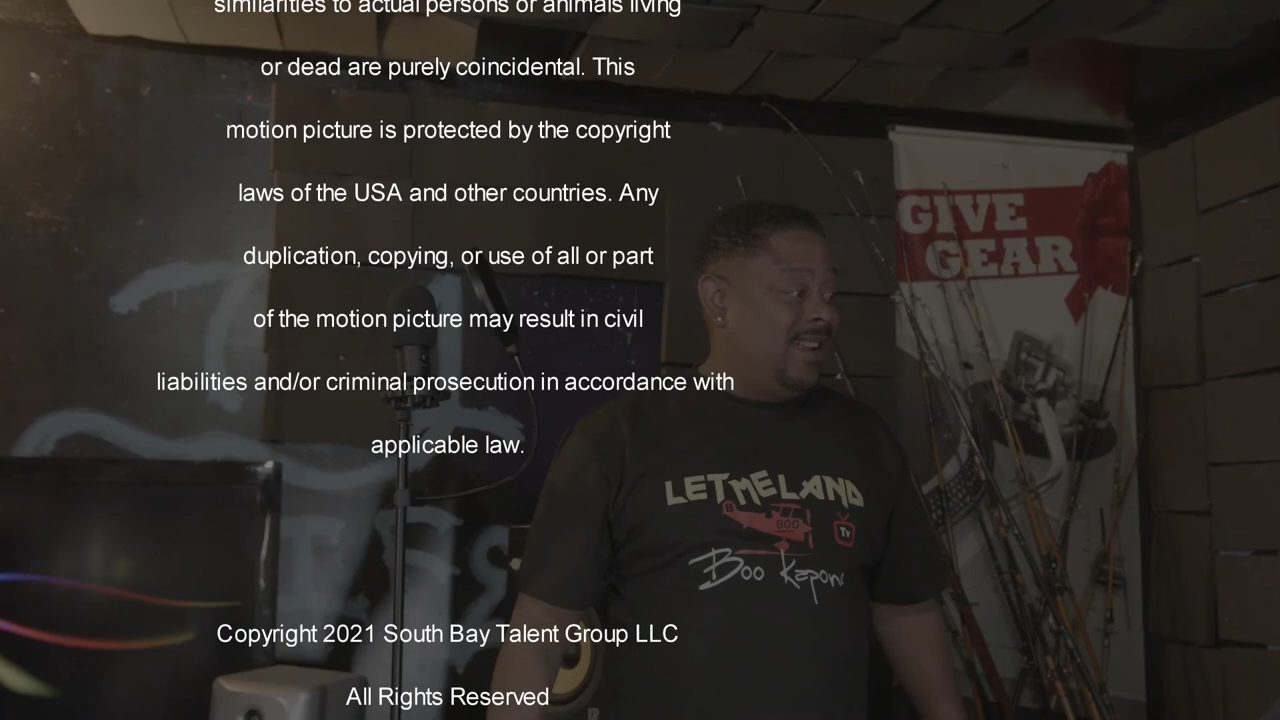 similarities to actual persons or animals living
or dead are purely coincidental. This
motion picture is protected by the copyright
laws of the USA and other countries. Any
duplication, copying, or use of all or part
of the motion picture may result in civil
liabilities and/or criminal prosecution in accordance with
applicable law.
Copyright 2021 South Bay Talent Group LLC
All Rights Reserved
GIVE
GEAR
LETMELAND
B
BOO
Tv
Boo Kapone